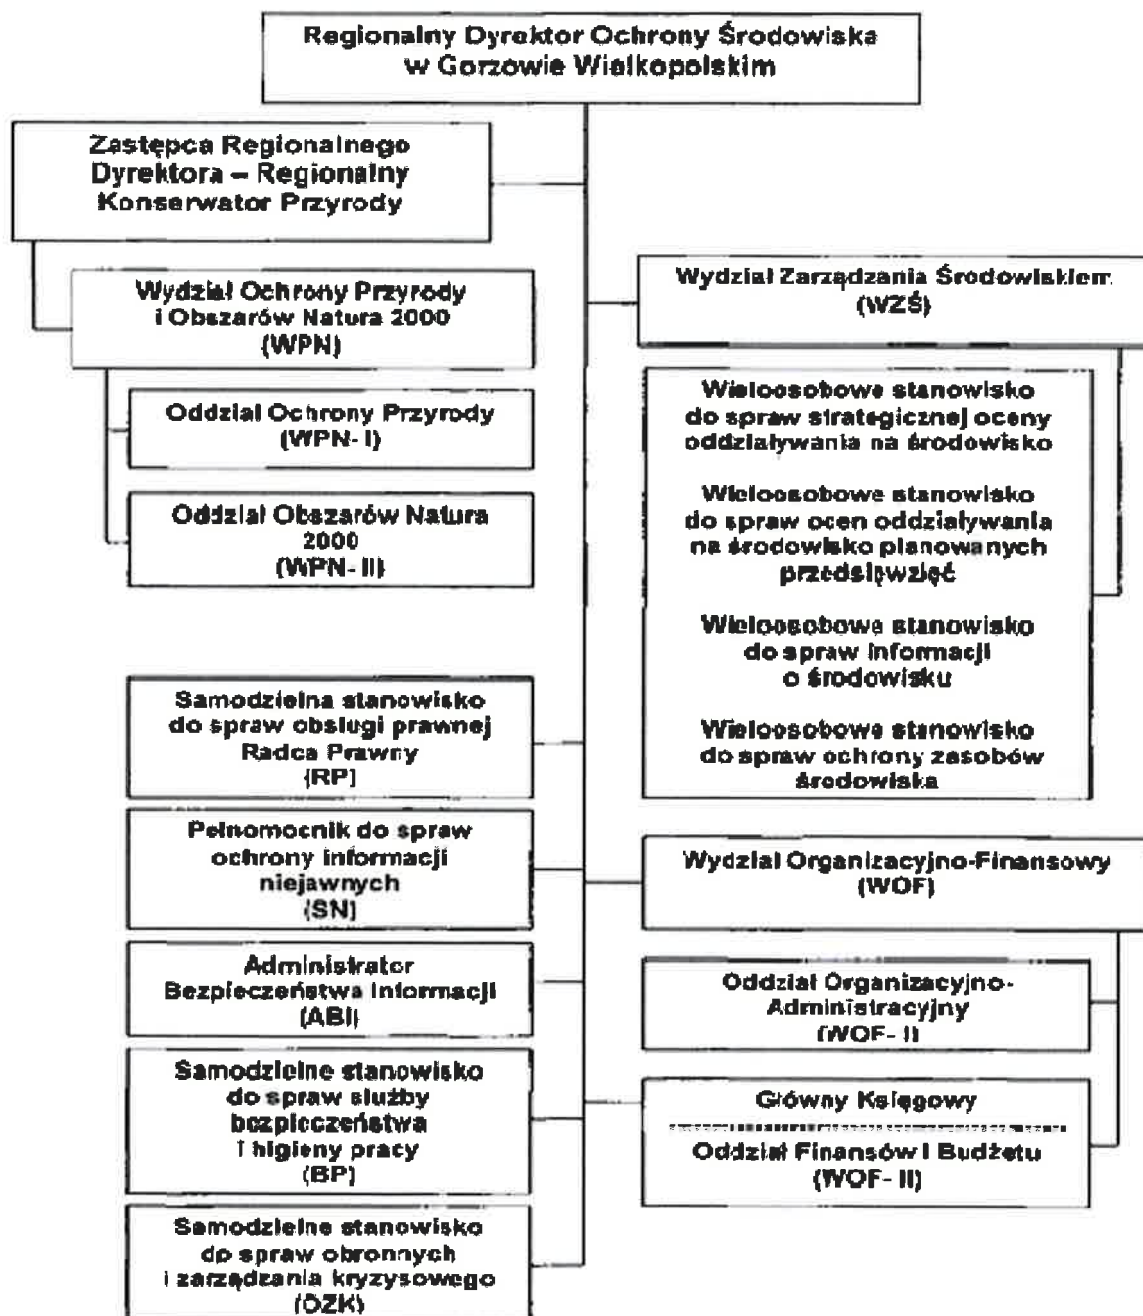 Regionalny Dyrektor Ochrony Środowiska
w Gorzowie Wielkopolskim
Zastępca Regionalnego
Dyrektora – Regionalny
Konserwator Przyrody
Wydział Ochrony Przyrody
i Obszarów Natura 2000
(WPN)
Oddział Ochrony Przyrody
(WPN- I)
Oddział Obszarów Natura
2000
(WPN- II)
Wydział Zarządzania Środowiskiem
(WZŚ)
Wieloosobowe stanowisko
do spraw strategicznej oceny
oddziaływania na środowisko
Wieloosobowe stanowisko
do spraw ocen oddziaływania
na środowisko planowanych
przedsięwzięć
Wieloosobowe stanowisko
do spraw informacji
o środowisku
Wieloosobowe stanowisko
do spraw ochrony zasobów
środowiska
Samodzielna stanowisko
do spraw obsługi prawnej
Radca Prawny
(RP)
Pełnomocnik do spraw
ochrony informacji
niejawnych
(SN)
Administrator
Bezpieczeństwa Informacji
(ABI)
Samodzielne stanowisko
do spraw służby
bezpieczeństwa
i higieny pracy
(BP)
Samodzielne stanowisko
do spraw obronnych
i zarządzania kryzysowego
(OZK)
Wydział Organizacyjno-Finansowy
(WOF)
Oddział Organizacyjno-
Administracyjny
(WOF- I)
Główny Księgowy
Oddział Finansów i Budżetu
(WOF- II)